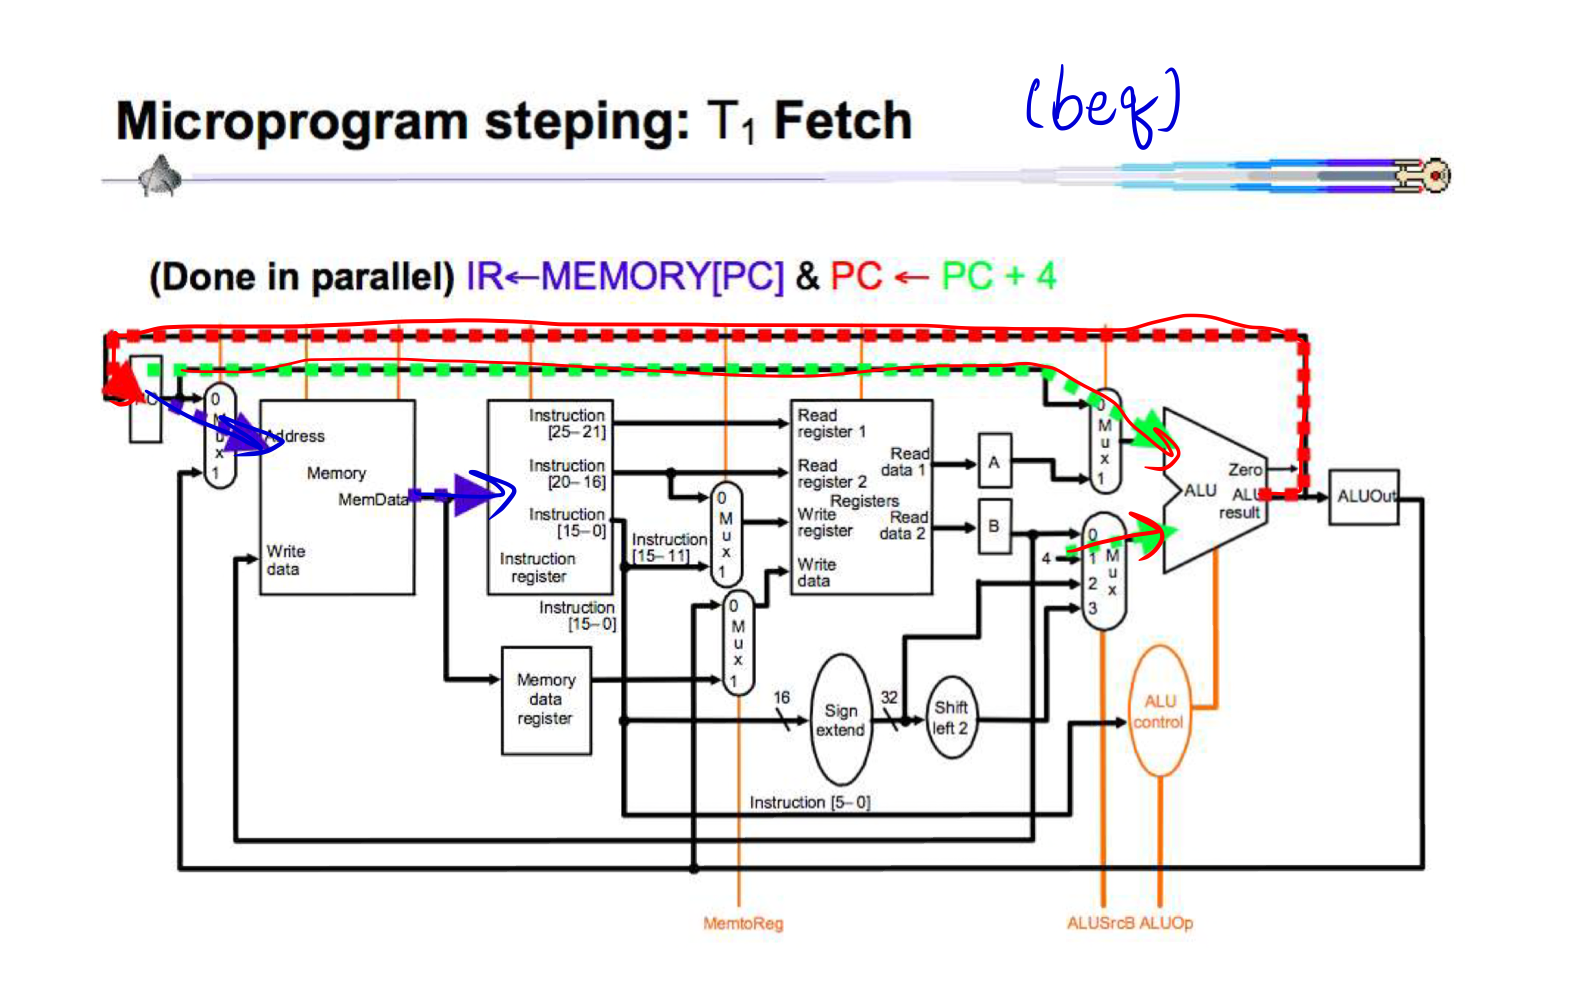 Microprogram steping: T1 Fetch (beq)
(Done in parallel) IR←MEMORY[PC] & PC ← PC + 4
0
M
u
x
1
Address
Memory
MemData
Write
data
Instruction
[25–21]
Instruction
[20–16]
Instruction
[15–0]
Instruction
register
Instruction
[15–11]
Instruction
[15–0]
0
M
u
x
1
0
M
u
x
1
Memory
data
register
Read
register 1
Read
register 2
Registers
Write
register
Write
data
Read
data 1
Read
data 2
A
B
4
0
M
u
x
1
0
1
2
3
M
u
x
ALU
Zero
ALU
result
ALUOut
16
Sign
extend
32
Shift
left 2
ALU
control
Instruction [5–0]
MemtoReg
ALUSrcB ALUOp